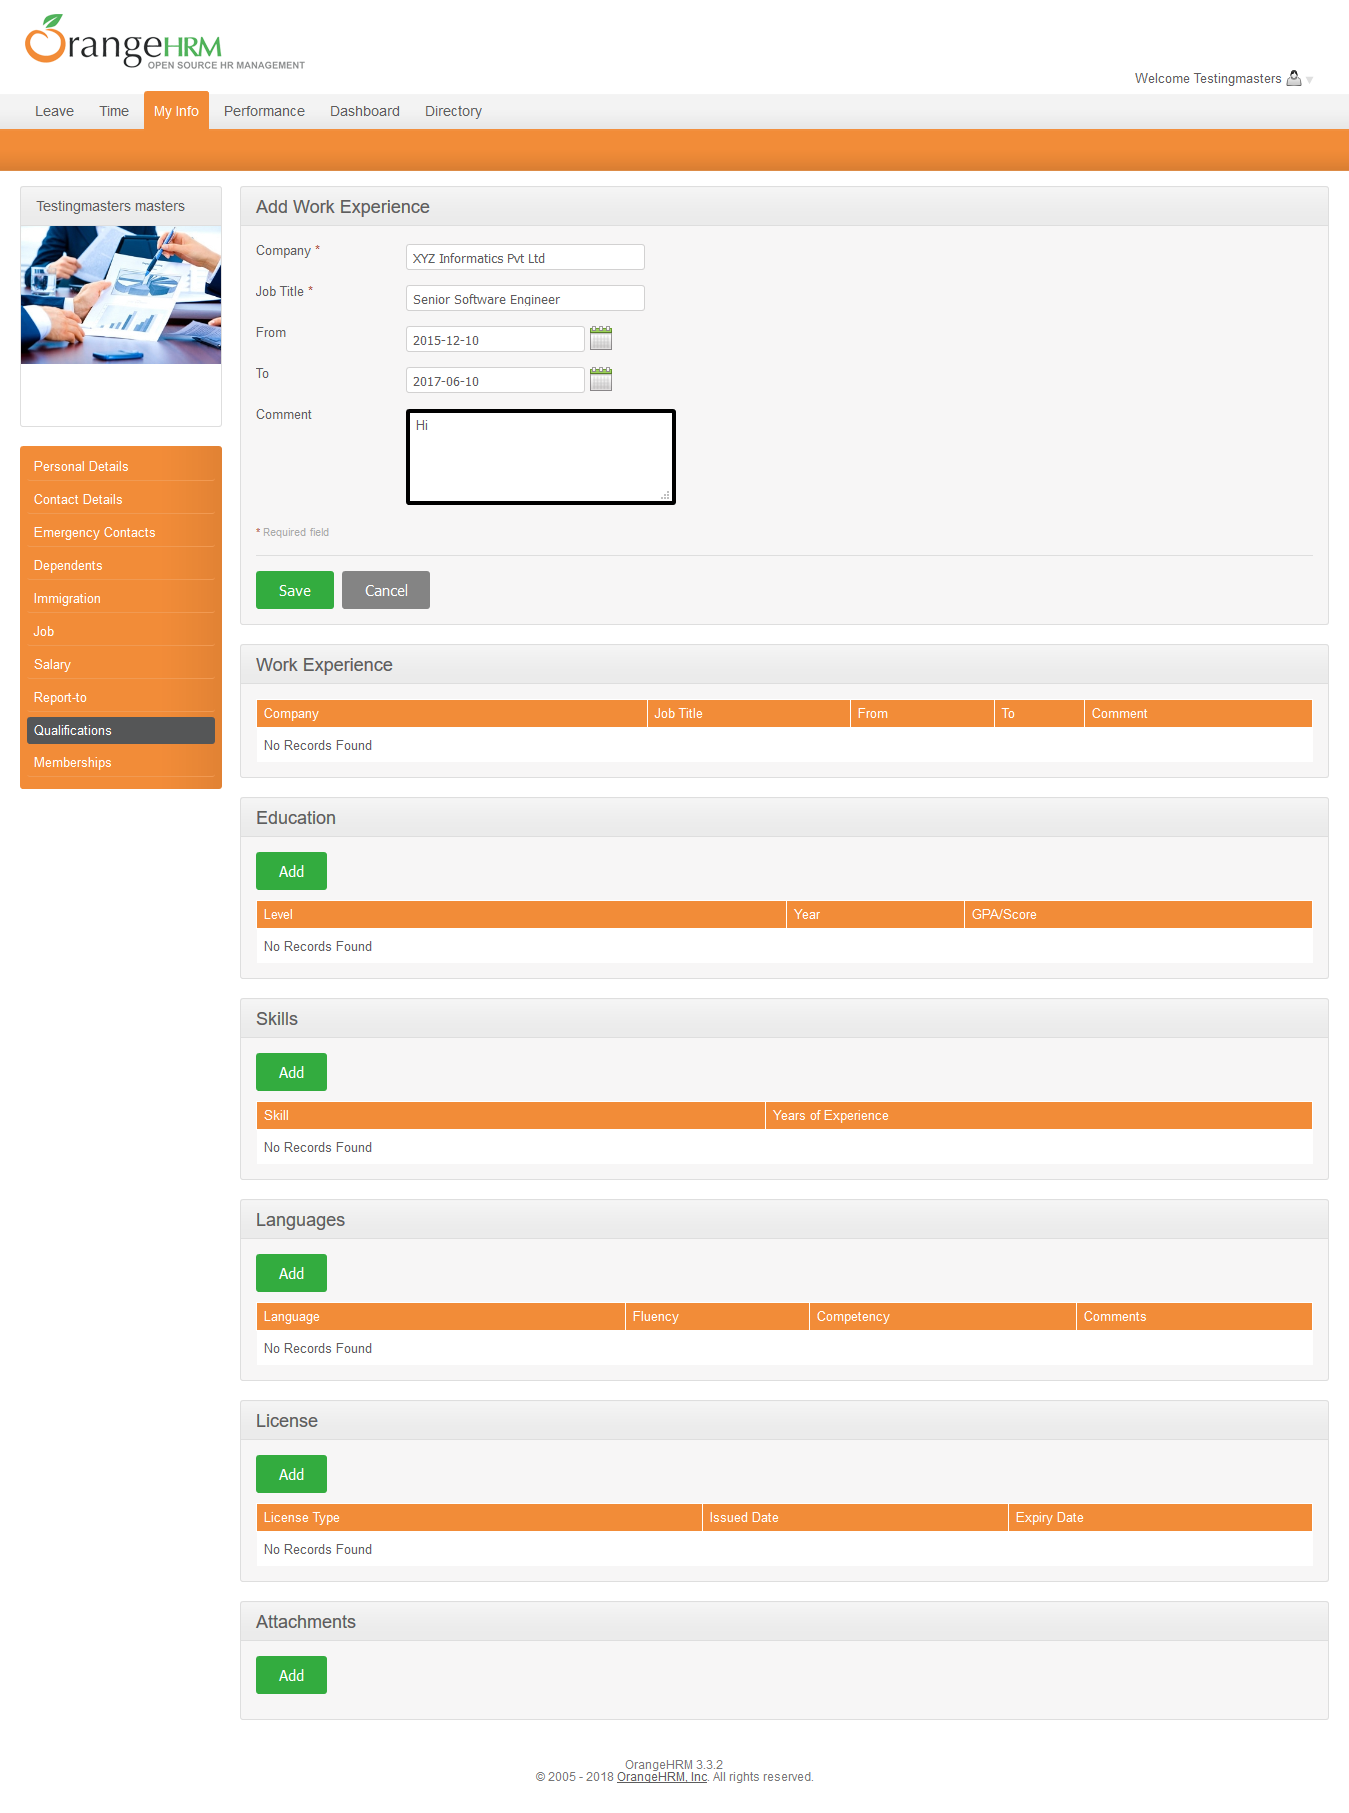 OrangeHRM
OPEN SOURCE HR MANAGEMENT
Welcome Testingmasters
Leave Time My Info Performance Dashboard Directory
Testingmasters masters
Personal Details
Contact Details
Emergency Contacts
Dependents
Immigration
Job
Salary
Report-to
Qualifications
Memberships
Add Work Experience
Company * XYZ Informatics Pvt Ltd
Job Title * Senior Software Engineer
From 2015-12-10
To 2017-06-10
Comment Hi
* Required field
Save Cancel
Work Experience
Company Job Title From To Comment
No Records Found
Education
Add
Level Year GPA/Score
No Records Found
Skills
Add
Skill Years of Experience
No Records Found
Languages
Add
Language Fluency Competency Comments
No Records Found
License
Add
License Type Issued Date Expiry Date
No Records Found
Attachments
Add
OrangeHRM 3.3.2
© 2005 - 2018 OrangeHRM, Inc. All rights reserved.